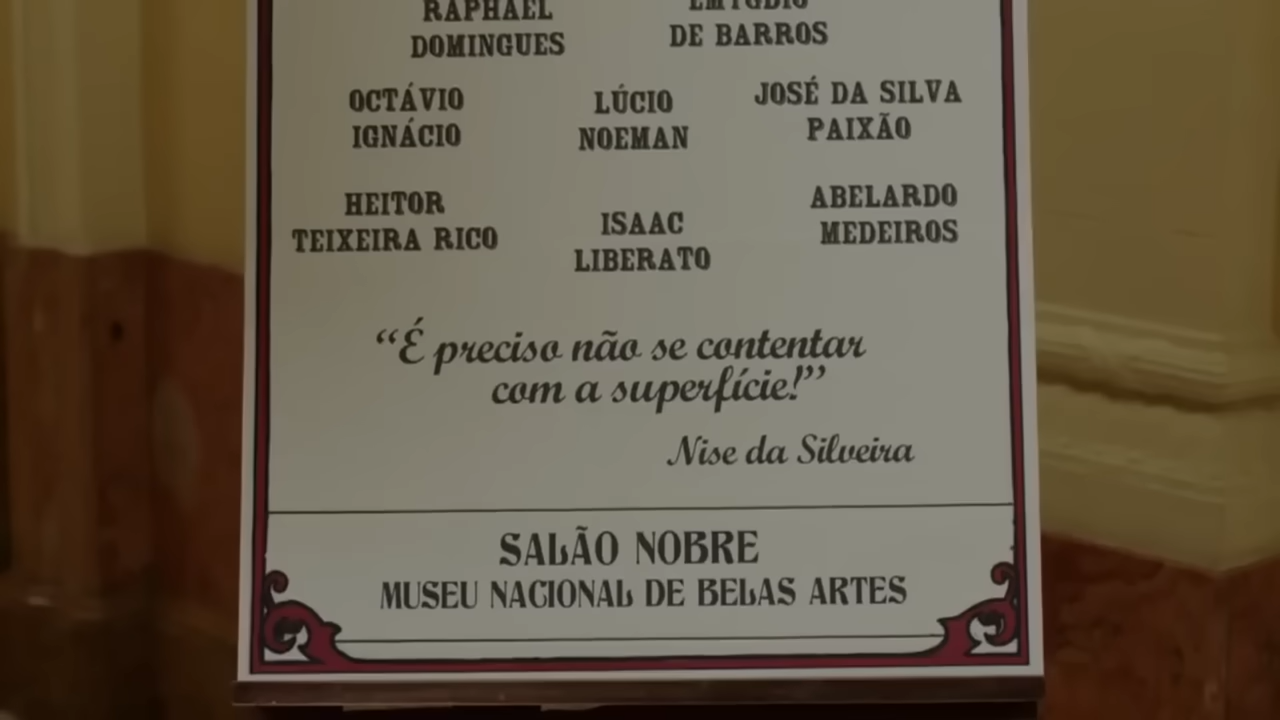 RAPHAEL
DOMINGUES
EMYGDIO
DE BARROS
OCTÁVIO
IGNÁCIO
LÚCIO
NOEMAN
JOSÉ DA SILVA
PAIXÃO
HEITOR
TEIXEIRA RICO
ISAAC
LIBERATO
ABELARDO
MEDEIROS
“É preciso não se contentar
com a superfície!”
Nise da Silveira
SALÃO NOBRE
MUSEU NACIONAL DE BELAS ARTES